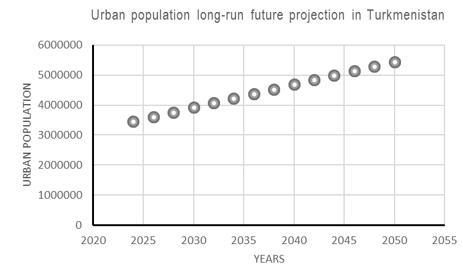 Urban population long-run future projection in Turkmenistan
6000000
5000000
4000000
3000000
2000000
1000000
0
URBAN POPULATION
2020 2025 2030 2035 2040 2045 2050 2055
YEARS